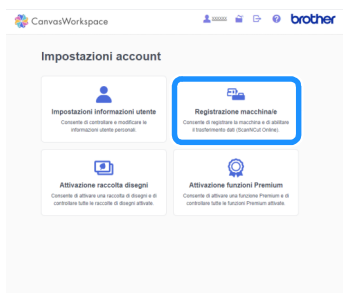 CanvasWorkspace
brother
Impostazioni account
Impostazioni informazioni utente
Consente di controllare e modificare le
informazioni utente personali.
Registrazione macchina/e
Consente di registrare la macchina e di abilitare
il trasferimento dati (ScanNCut Online).
Attivazione raccolta disegni
Consente di attivare una raccolta di disegni e di
controllare tutte le raccolte di disegni attivate.
Attivazione funzioni Premium
Consente di attivare una funzione Premium e di
controllare tutte le funzioni Premium attivate.